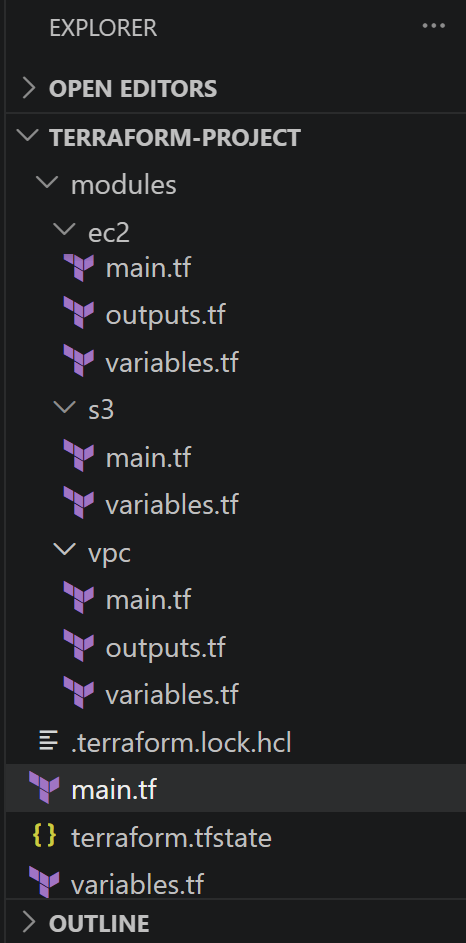 EXPLORER
OPEN EDITORS
TERRAFORM-PROJECT
modules
ec2
main.tf
outputs.tf
variables.tf
s3
main.tf
variables.tf
vpc
main.tf
outputs.tf
variables.tf
.terraform.lock.hcl
main.tf
terraform.tfstate
variables.tf
OUTLINE